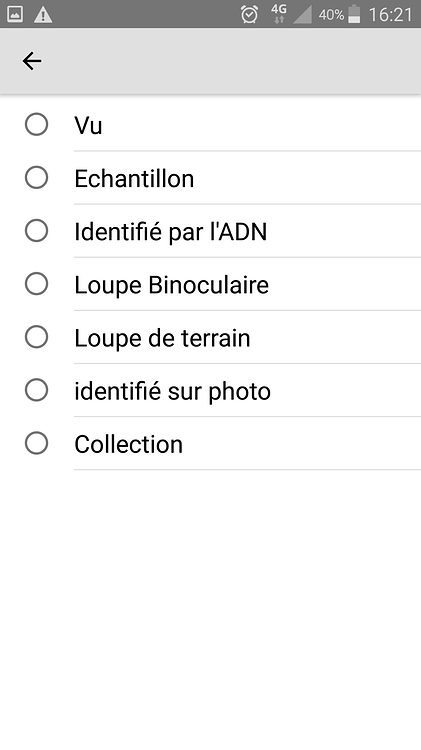 4G 40% 16:21
Vu
Echantillon
Identifié par l'ADN
Loupe Binoculaire
Loupe de terrain
identifié sur photo
Collection